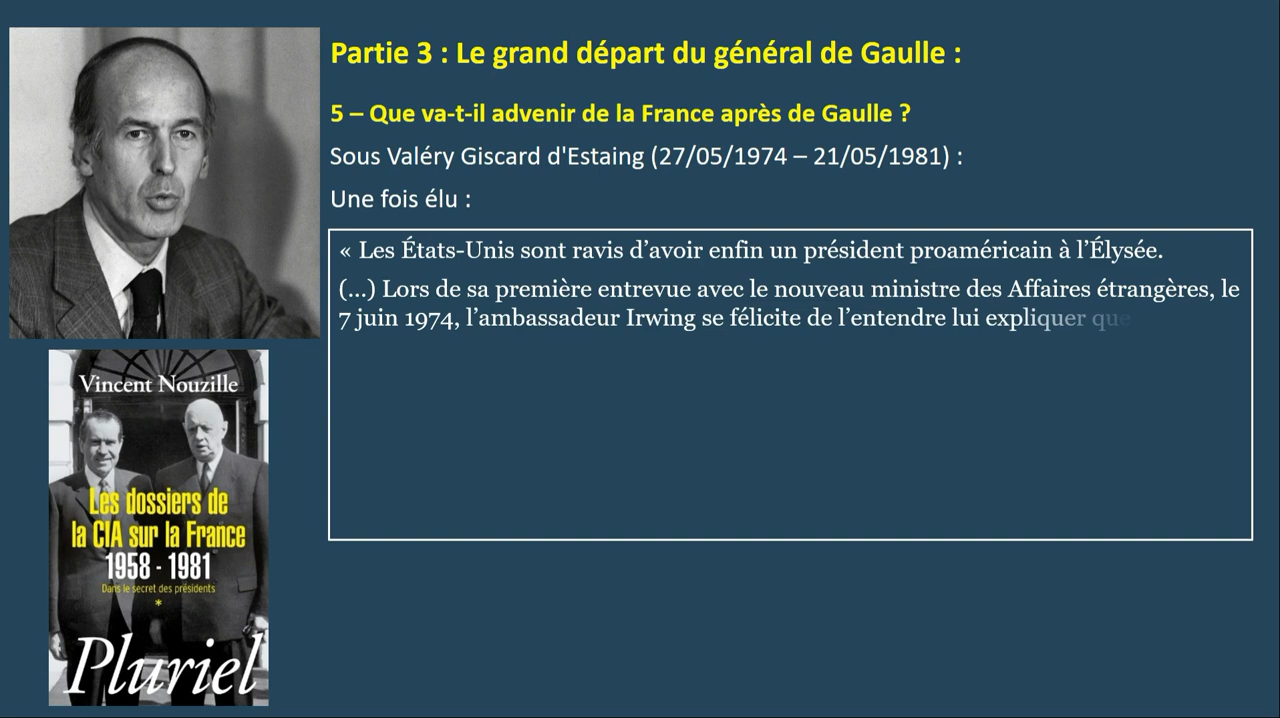 Partie 3 : Le grand départ du général de Gaulle :
5 – Que va-t-il advenir de la France après de Gaulle ?
Sous Valéry Giscard d'Estaing (27/05/1974 – 21/05/1981) :
Une fois élu :
« Les États-Unis sont ravis d’avoir enfin un président proaméricain à l’Élysée.
(…) Lors de sa première entrevue avec le nouveau ministre des Affaires étrangères, le
7 juin 1974, l’ambassadeur Irwing se félicite de l’entendre lui expliquer que
Vincent Nouzille
Les dossiers de
la CIA sur la France
1958 - 1981
Dans le secret des présidents
*
Pluriel